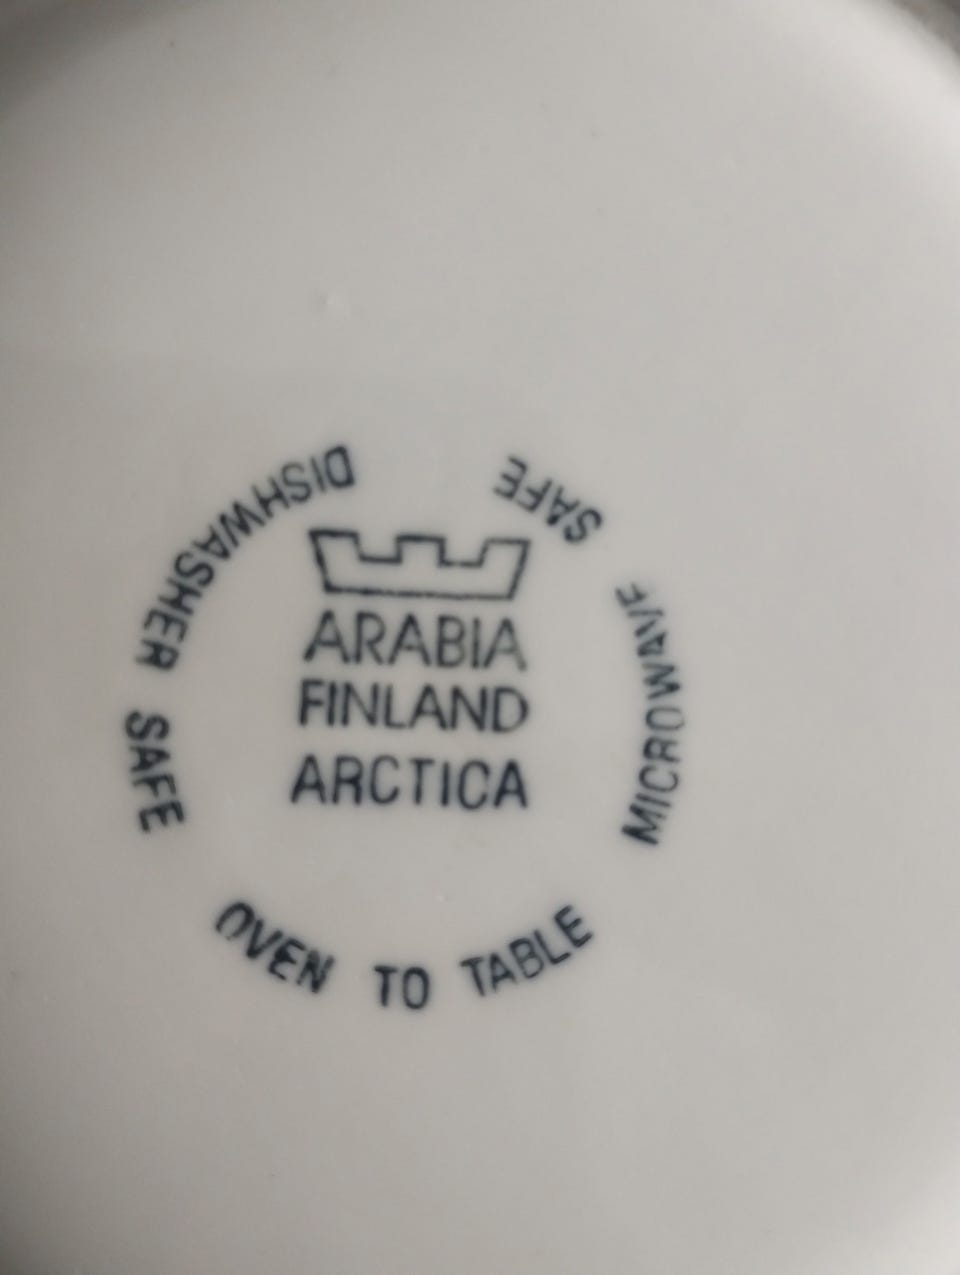 ARABIA
FINLAND
ARCTICA
DISHWASHER SAFE
OVEN TO TABLE
MICROWAVE SAFE